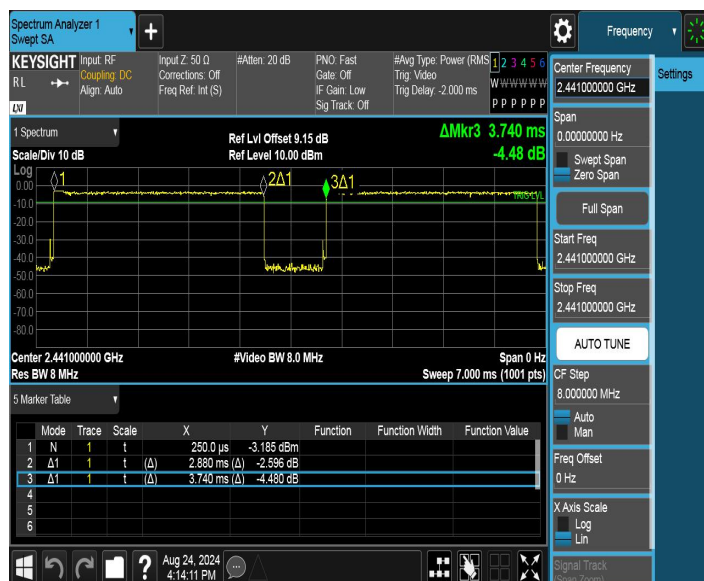 Spectrum Analyzer 1
Swept SA
+
Frequency
KEYSIGHT
RL
LXI
Input: RF
Coupling: DC
Align: Auto
Input Z: 50 Ω
Corrections: Off
Freq Ref: Int (S)
#Atten: 20 dB
PNO: Fast
Gate: Off
IF Gain: Low
Sig Track: Off
#Avg Type: Power (RMS
Trig: Video
Trig Delay: -2.000 ms
1 2 3 4 5 6
W W W W W W
P P P P P P
1 Spectrum
Scale/Div 10 dB
Ref Lvl Offset 9.15 dB
Ref Level 10.00 dBm
ΔMkr3 3.740 ms
-4.48 dB
Log
0.00
-10.0
-20.0
-30.0
-40.0
-50.0
-60.0
-70.0
-80.0
1
2Δ1
3Δ1
TRIG LVL
Center 2.441000000 GHz
Res BW 8 MHz
#Video BW 8.0 MHz
Span 0 Hz
Sweep 7.000 ms (1001 pts)
5 Marker Table
Mode Trace Scale X Y Function Function Width Function Value
1 N 1 t 250.0 µs -3.185 dBm
2 Δ1 1 t (Δ) 2.880 ms (Δ) -2.596 dB
3 Δ1 1 t (Δ) 3.740 ms (Δ) -4.480 dB
4
5
6
Aug 24, 2024
4:14:11 PM
Center Frequency
2.441000000 GHz
Span
0.00000000 Hz
Swept Span
Zero Span
Full Span
Start Freq
2.441000000 GHz
Stop Freq
2.441000000 GHz
AUTO TUNE
CF Step
8.000000 MHz
Auto
Man
Freq Offset
0 Hz
X Axis Scale
Log
Lin
Signal Track
(Span Zoom)
Settings